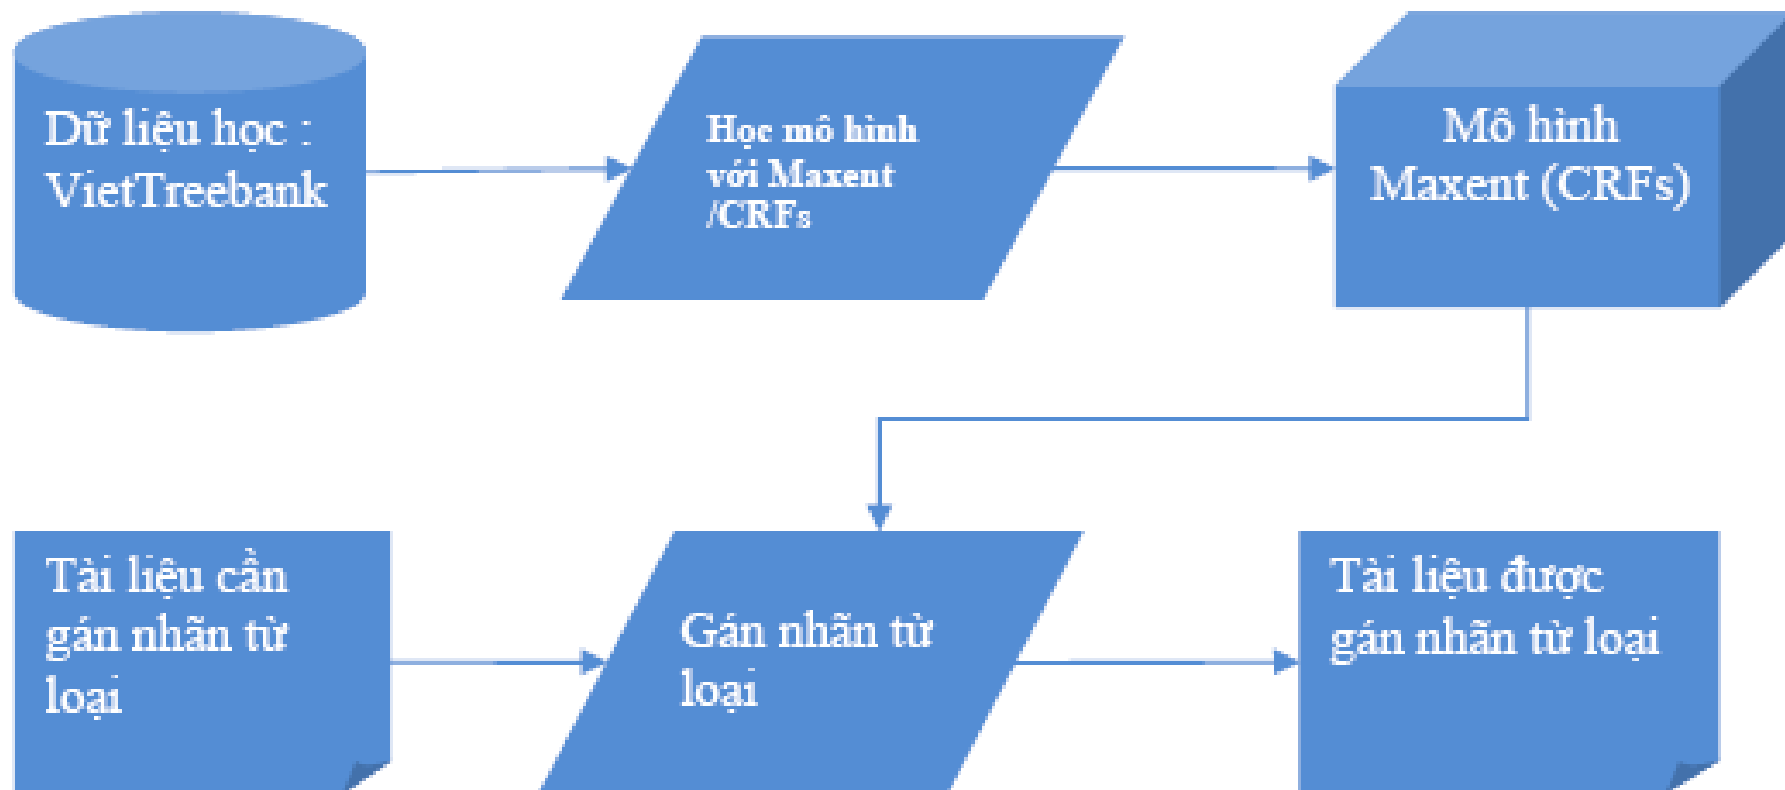 Dữ liệu học :
VietTreebank
Học mô hình
với Maxent
/CRFs
Mô hình
Maxent (CRFs)
Tài liệu cần
gán nhãn từ
loại
Gán nhãn từ
loại
Tài liệu được
gán nhãn từ loại